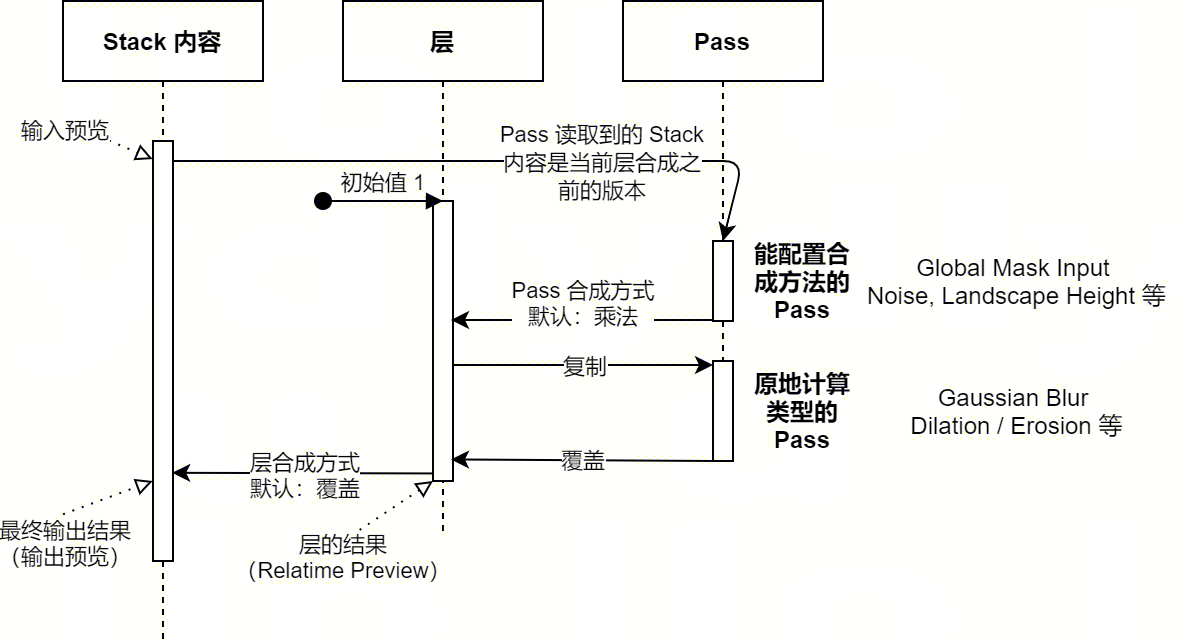 Stack 内容
层
Pass
输入预览
Pass 读取到的 Stack
内容是当前层合成之
前的版本
初始值 1
能配置合
成方法的
Pass
Global Mask Input
Noise, Landscape Height 等
Pass 合成方式
默认：乘法
复制
原地计算
类型的
Pass
Gaussian Blur
Dilation / Erosion 等
覆盖
层合成方式
默认：覆盖
最终输出结果
（输出预览）
层的结果
（Relatime Preview）